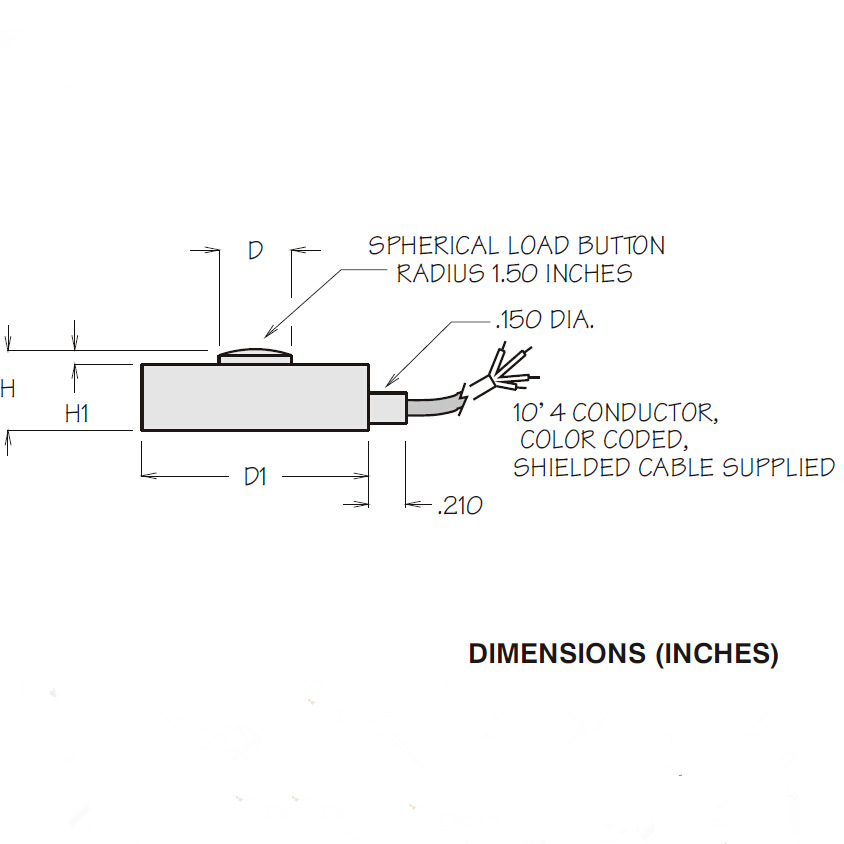 D
SPHERICAL LOAD BUTTON
RADIUS 1.50 INCHES
.150 DIA.
H
H1
10' 4 CONDUCTOR,
COLOR CODED,
SHIELDED CABLE SUPPLIED
D1
.210
DIMENSIONS (INCHES)